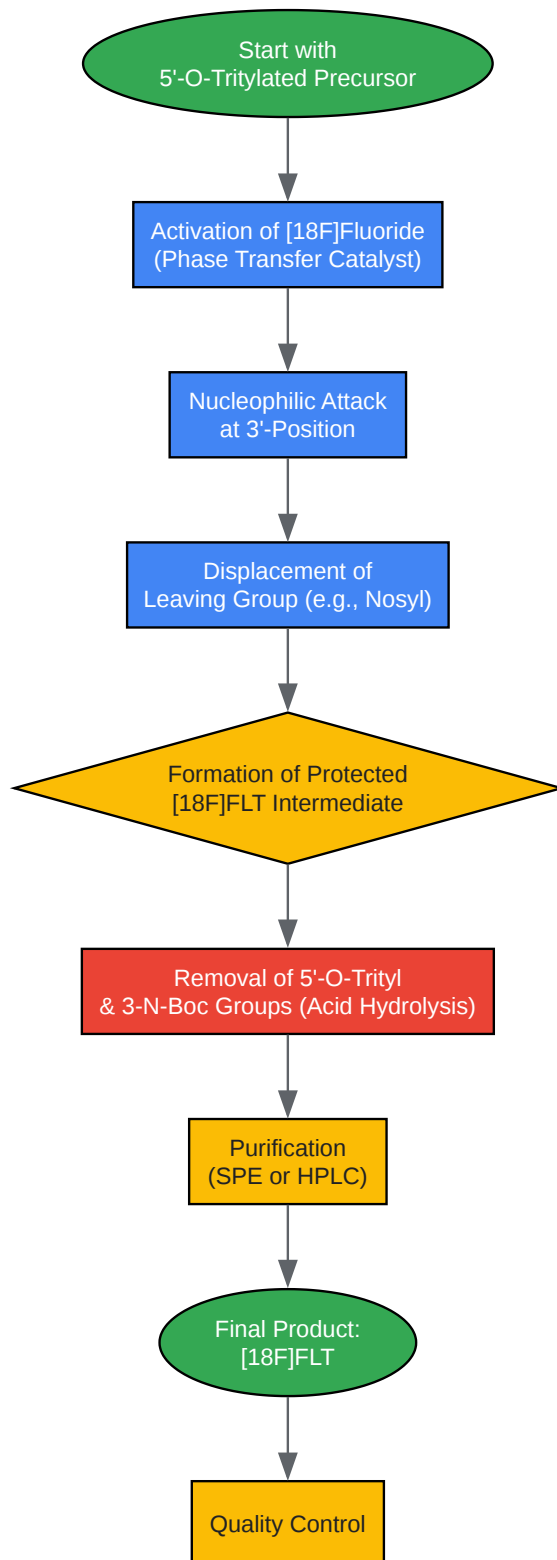 Start with
5'-O-Tritylated Precursor
Activation of [18F]Fluoride
(Phase Transfer Catalyst)
Nucleophilic Attack
at 3'-Position
Displacement of
Leaving Group (e.g., Nosyl)
Formation of Protected
[18F]FLT Intermediate
Removal of 5'-O-Trityl
& 3-N-Boc Groups (Acid Hydrolysis)
Purification
(SPE or HPLC)
Final Product:
[18F]FLT
Quality Control